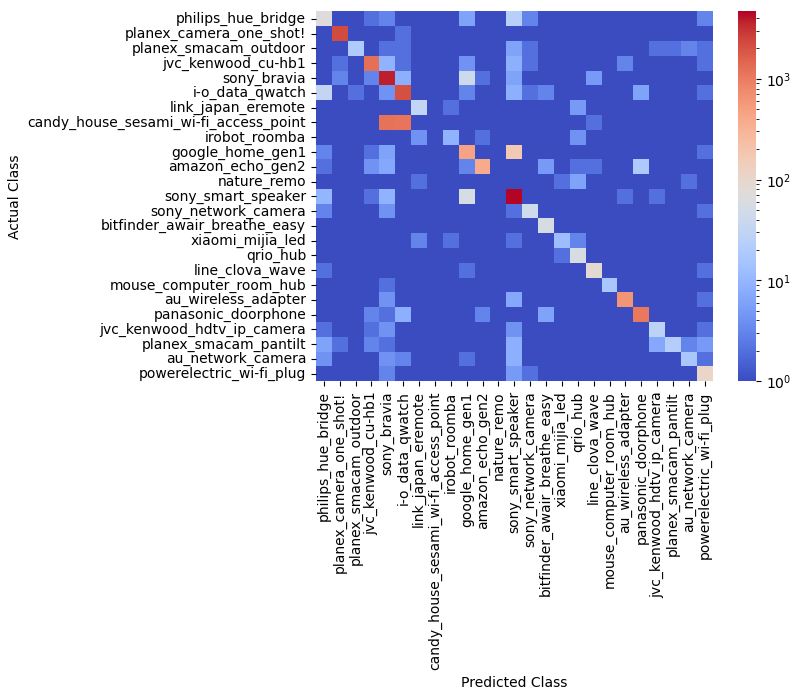 philips_hue_bridge
planex_camera_one_shot!
planex_smacam_outdoor
jvc_kenwood_cu-hb1
sony_bravia
i-o_data_qwatch
link_japan_eremote
candy_house_sesami_wi-fi_access_point
irobot_roomba
google_home_gen1
amazon_echo_gen2
nature_remo
sony_smart_speaker
sony_network_camera
bitfinder_awair_breathe_easy
xiaomi_mijia_led
qrio_hub
line_clova_wave
mouse_computer_room_hub
au_wireless_adapter
panasonic_doorphone
jvc_kenwood_hdtv_ip_camera
planex_smacam_pantilt
au_network_camera
powerelectric_wi-fi_plug
Actual Class
philips_hue_bridge
planex_camera_one_shot!
planex_smacam_outdoor
jvc_kenwood_cu-hb1
sony_bravia
i-o_data_qwatch
link_japan_eremote
candy_house_sesami_wi-fi_access_point
irobot_roomba
google_home_gen1
amazon_echo_gen2
nature_remo
sony_smart_speaker
sony_network_camera
bitfinder_awair_breathe_easy
xiaomi_mijia_led
qrio_hub
line_clova_wave
mouse_computer_room_hub
au_wireless_adapter
panasonic_doorphone
jvc_kenwood_hdtv_ip_camera
planex_smacam_pantilt
au_network_camera
powerelectric_wi-fi_plug
Predicted Class
10³
10²
10¹
10⁰